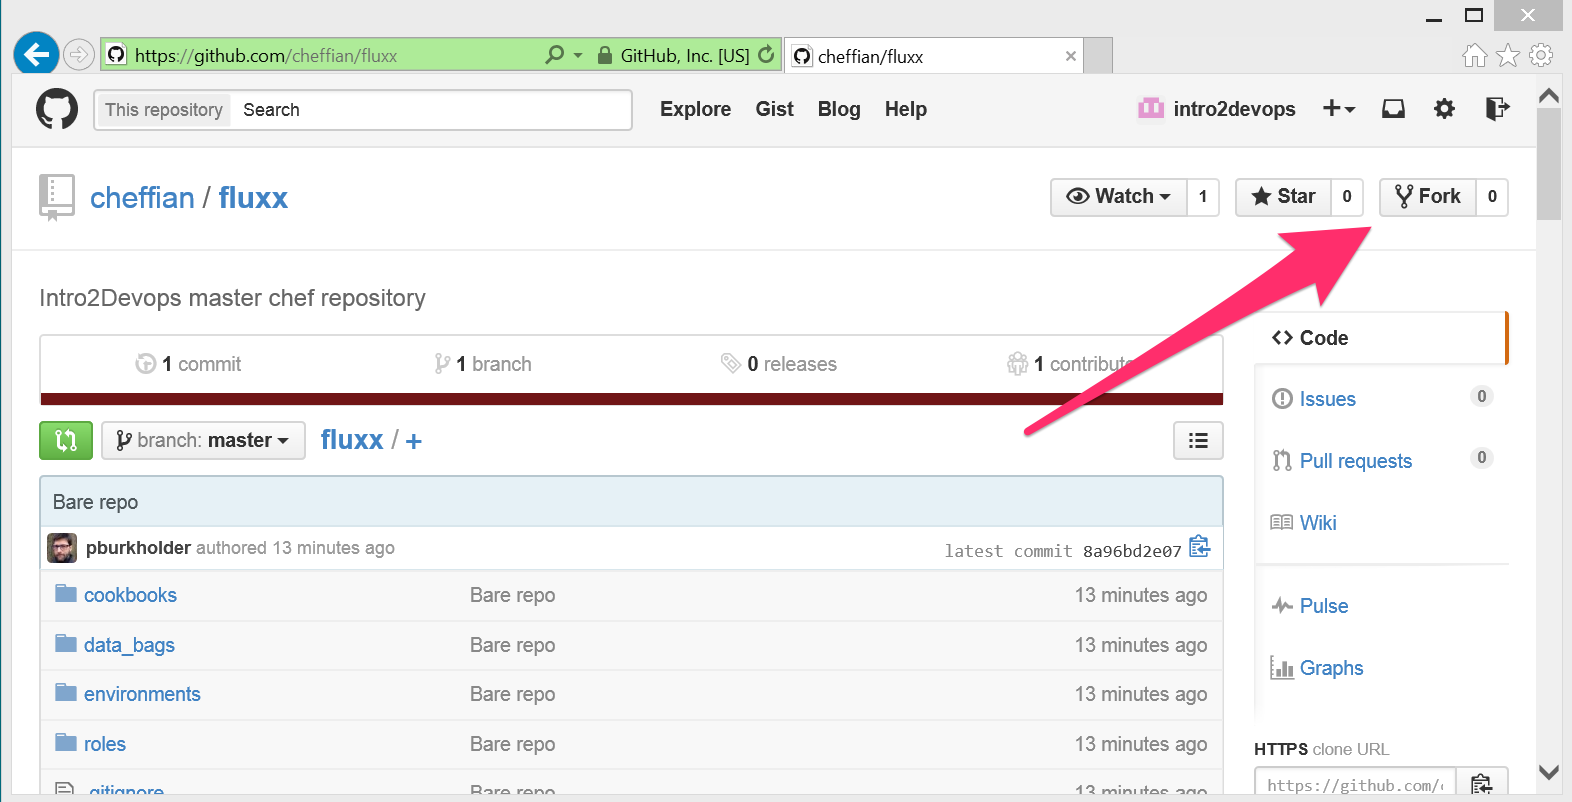 https://github.com/cheffian/fluxx GitHub, Inc. [US] cheffian/fluxx
This repository Search Explore Gist Blog Help intro2devops
cheffian / fluxx Watch 1 Star 0 Fork 0
Intro2Devops master chef repository
1 commit 1 branch 0 releases 1
Code
Issues 0
branch: master fluxx / +
Pull requests 0
Bare repo
Wiki
pburkholder authored 13 minutes ago latest commit 8a96bd2e07
cookbooks Bare repo 13 minutes ago
Pulse
data_bags Bare repo 13 minutes ago
Graphs
environments Bare repo 13 minutes ago
roles Bare repo 13 minutes ago
HTTPS clone URL
.gitignore Bare repo 13 minutes ago
https://github.com/